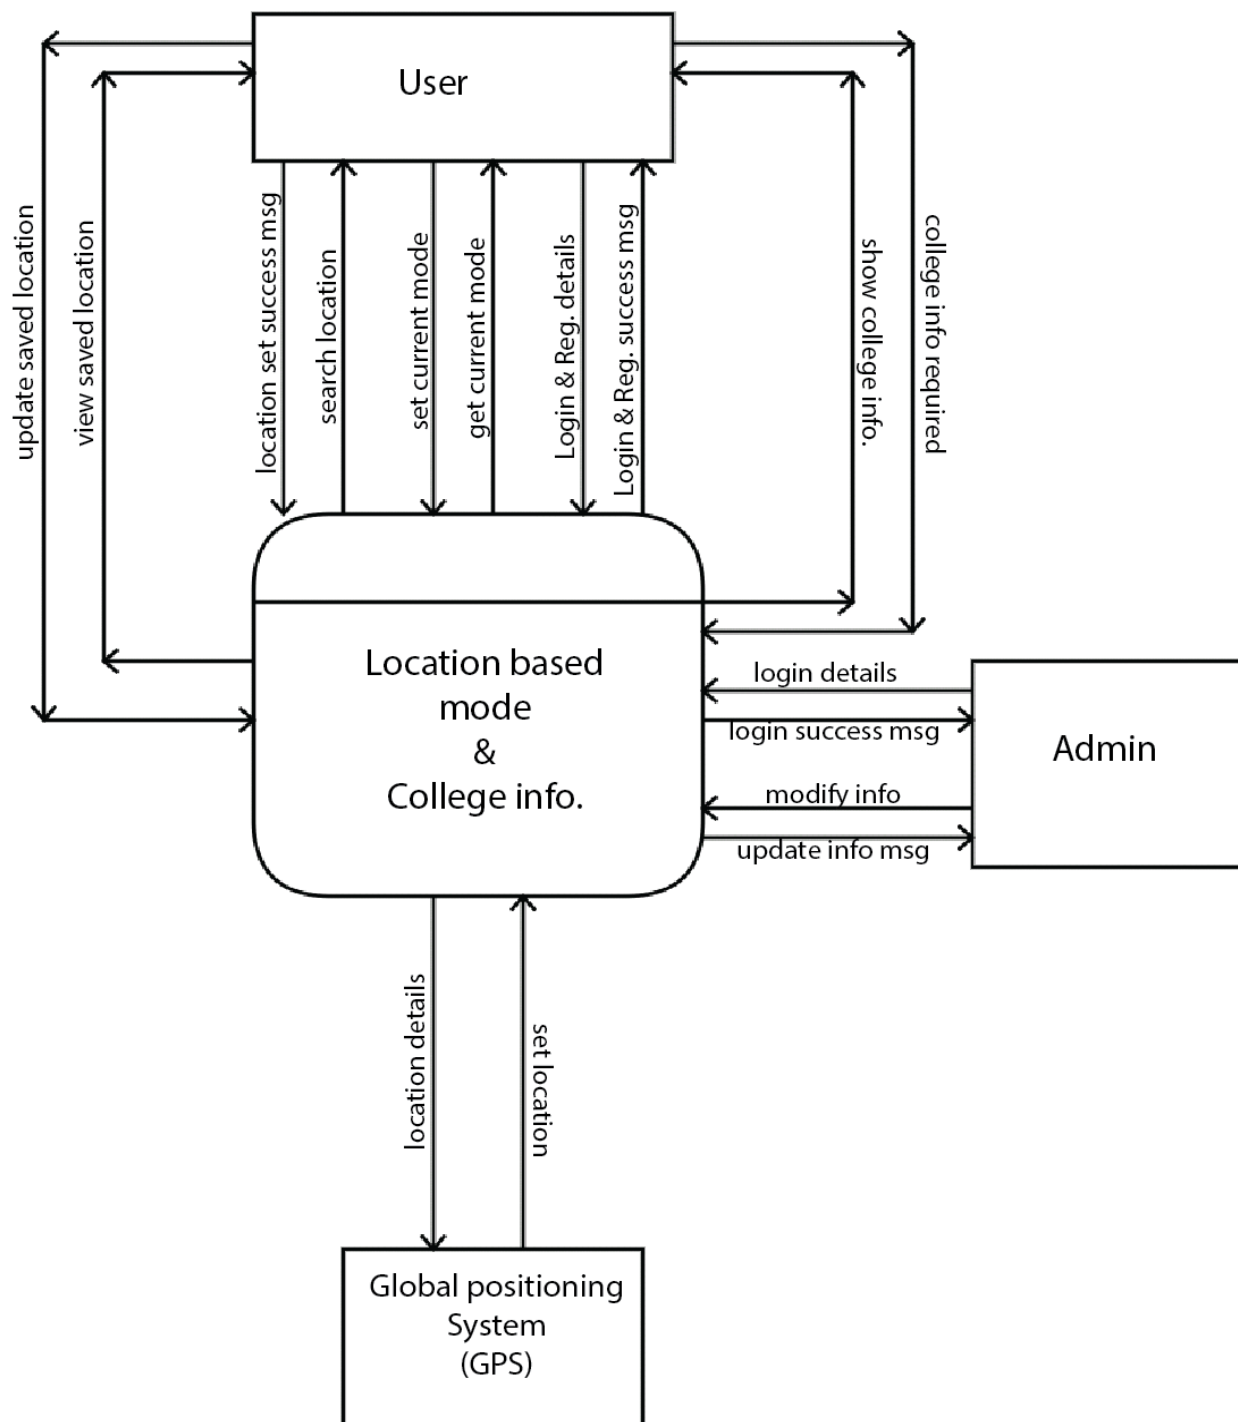 User
update saved location
view saved location
location set success msg
search location
set current mode
get current mode
Login & Reg. details
Login & Reg. success msg
show college info.
college info required
Location based
mode
&
College info.
login details
login success msg
modify info
update info msg
Admin
location details
set location
Global positioning
System
(GPS)